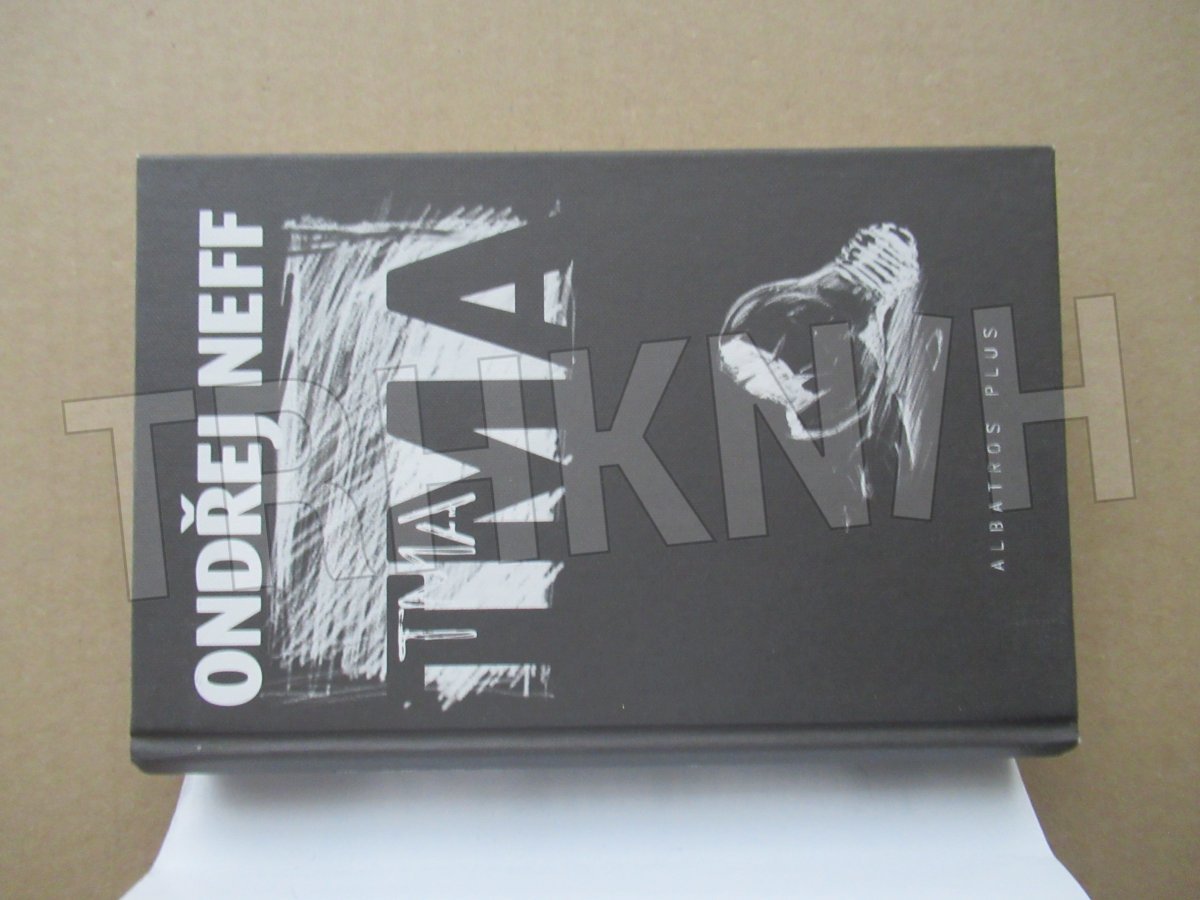 ONDŘEJ NEFF
TMA
TMA
ALBATROS PLUS
TRHKNIH